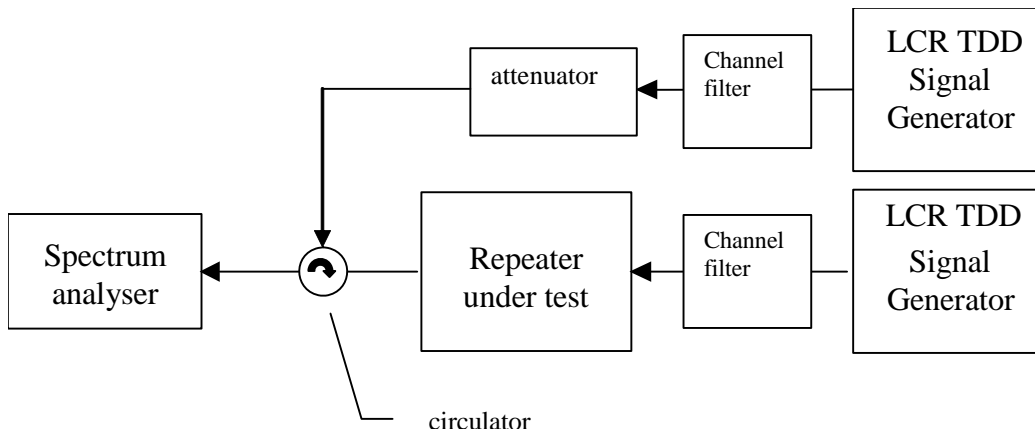 LCR TDD
Signal
Generator
Channel
filter
attenuator
LCR TDD
Signal
Generator
Channel
filter
Repeater
under test
Spectrum
analyser
circulator